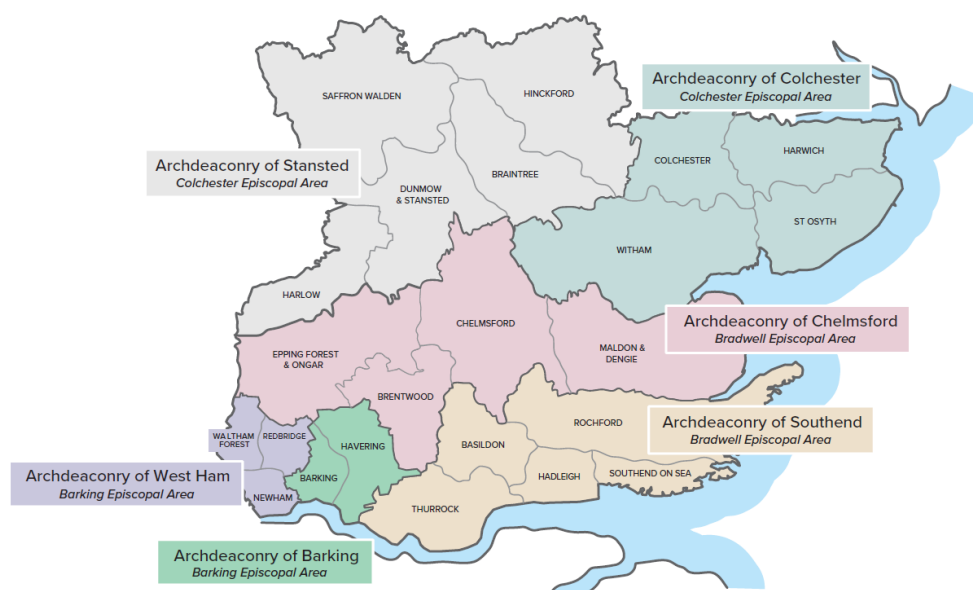 SAFFRON WALDEN
HINCKFORD
Archdeaconry of Colchester
Colchester Episcopal Area
HARWICH
COLCHESTER
Archdeaconry of Stansted
Colchester Episcopal Area
BRAINTREE
DUNMOW
& STANSTED
ST OSYTH
WITHAM
HARLOW
CHELMSFORD
Archdeaconry of Chelmsford
Bradwell Episcopal Area
MALDON &
DENGIE
EPPING FOREST
& ONGAR
BRENTWOOD
ROCHFORD
Archdeaconry of Southend
Bradwell Episcopal Area
WALTHAM
FOREST
REDBRIDGE
HAVERING
BASILDON
Archdeaconry of West Ham
Barking Episcopal Area
BARKING
HADLEIGH
SOUTHEND ON SEA
NEWHAM
THURROCK
Archdeaconry of Barking
Barking Episcopal Area